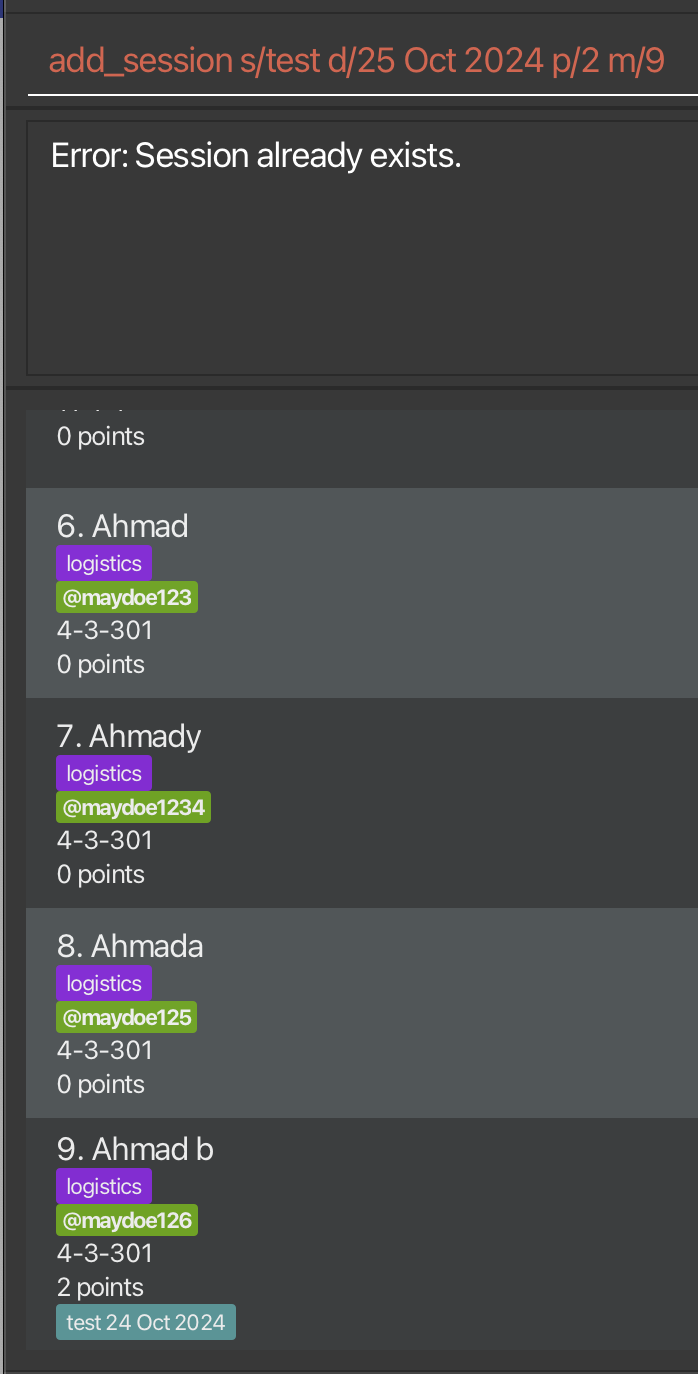 add_session s/test d/25 Oct 2024 p/2 m/9
Error: Session already exists.
0 points
6. Ahmad
logistics
@maydoe123
4-3-301
0 points
7. Ahmady
logistics
@maydoe1234
4-3-301
0 points
8. Ahmada
logistics
@maydoe125
4-3-301
0 points
9. Ahmad b
logistics
@maydoe126
4-3-301
2 points
test 24 Oct 2024